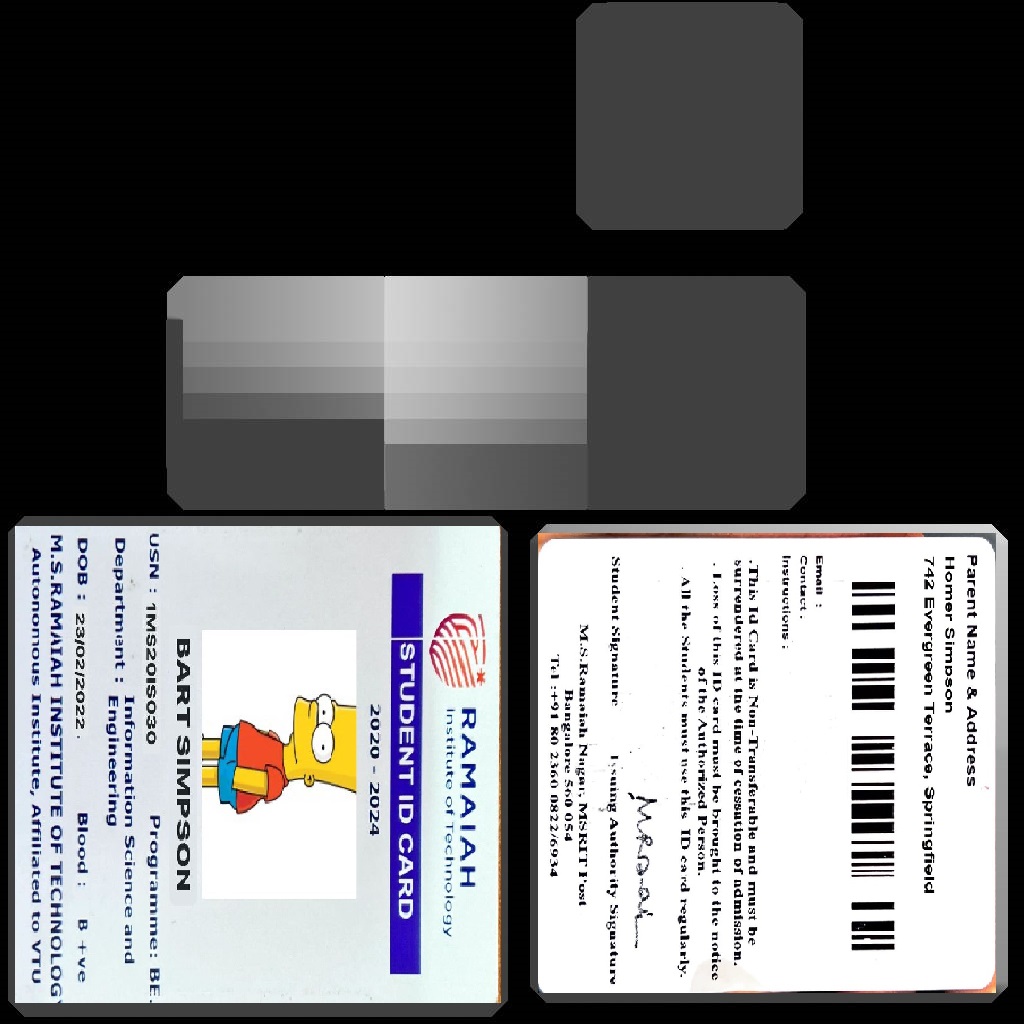 RAMAIAH
Institute of Technology
STUDENT ID CARD
2020 - 2024
BART SIMPSON
USN : 1MS20IS030 Programme: BE.
Department : Information Science and
Engineering
DOB : 23/02/2022 . Blood : B +ve
M.S.RAMAIAH INSTITUTE OF TECHNOLOGY
Autonomous Institute, Affiliated to VTU
Parent Name & Address
Homer Simpson
742 Evergreen Terrace, Springfield
Email :
Contact .
Instructions :
.This Id Card is Non-Transferable and must be
surrendered at the time of cessation of admission.
. Loss of this ID card must be brought to the notice
of the Authorized Person.
. All the Students must use this ID card regularly.
Student Signature Issuing Authority Signature
M.S.Ramaiah Nagar, MSRIT Post
Bangalore 560 054
Tel :+91 80 2360 0822/6934